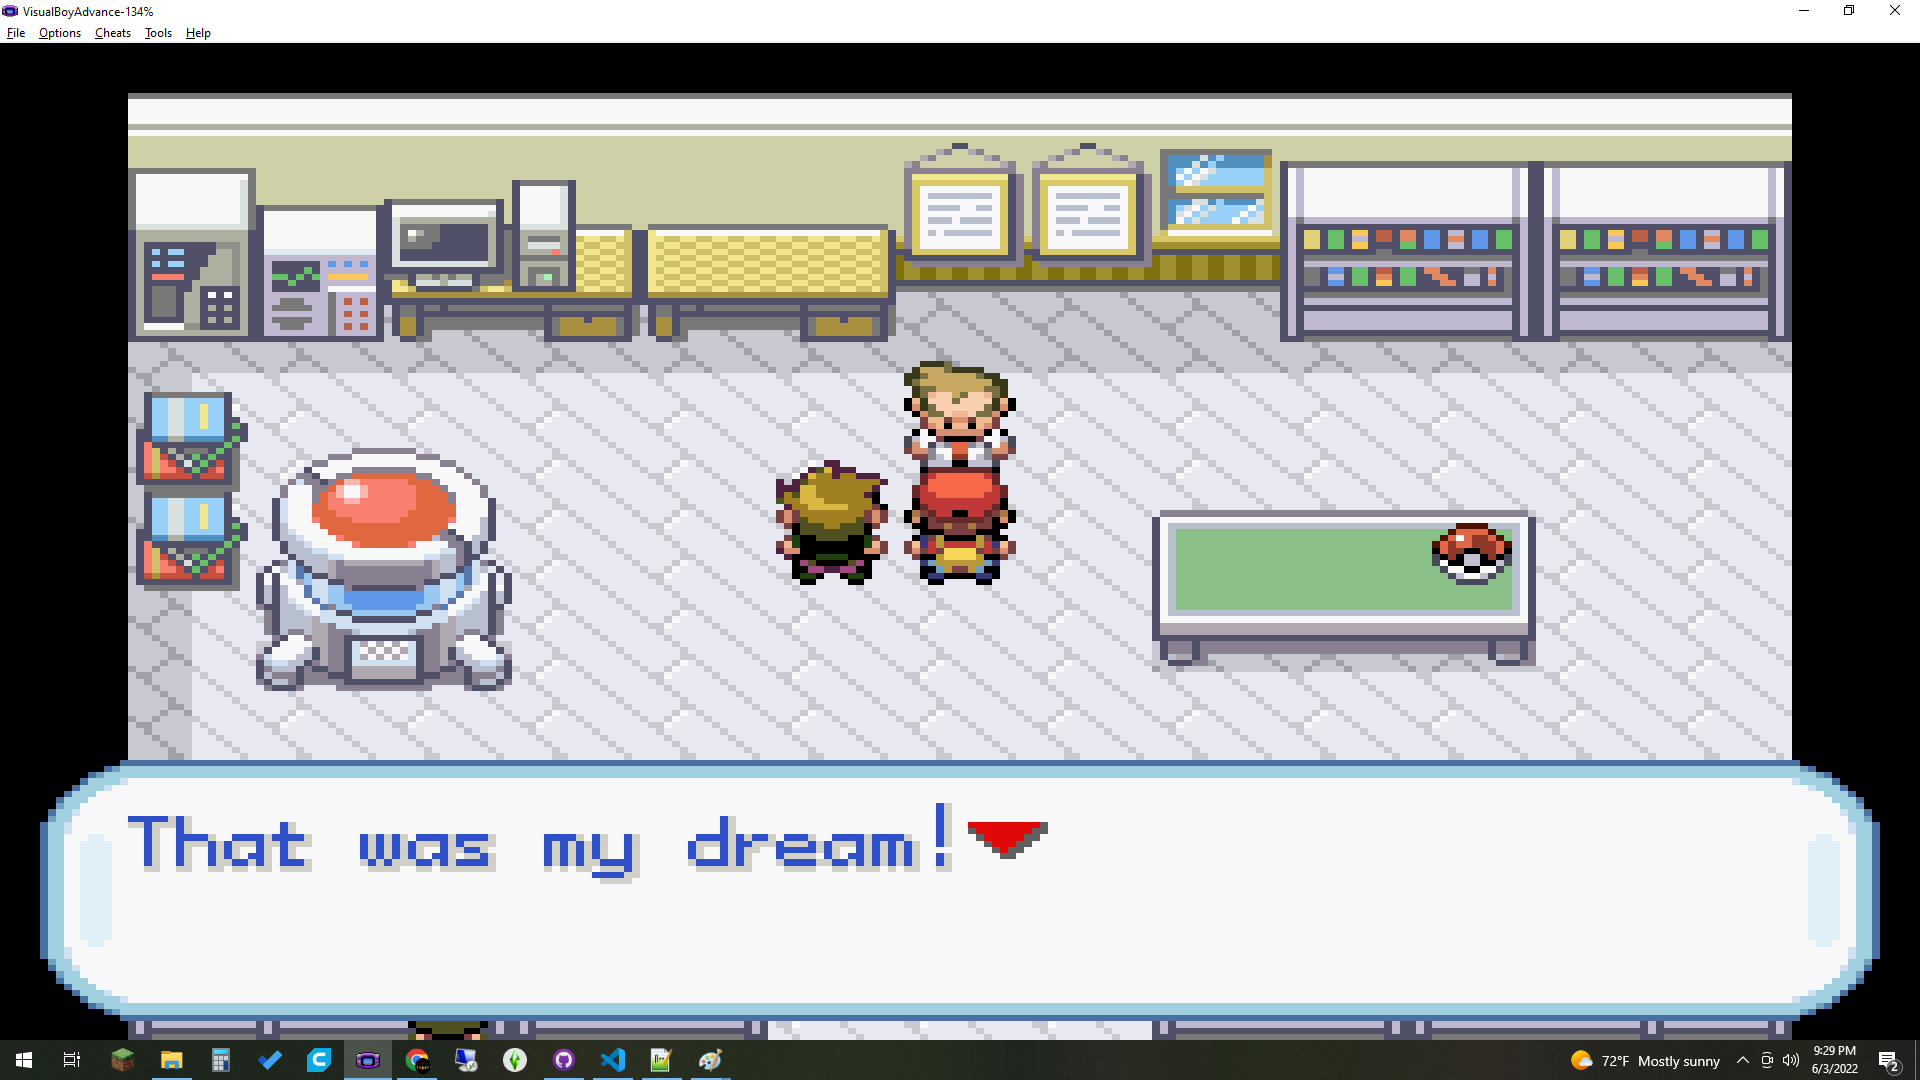 VisualBoyAdvance-134%
File Options Cheats Tools Help
That was my dream!
72°F Mostly sunny
9:29 PM
6/3/2022
2